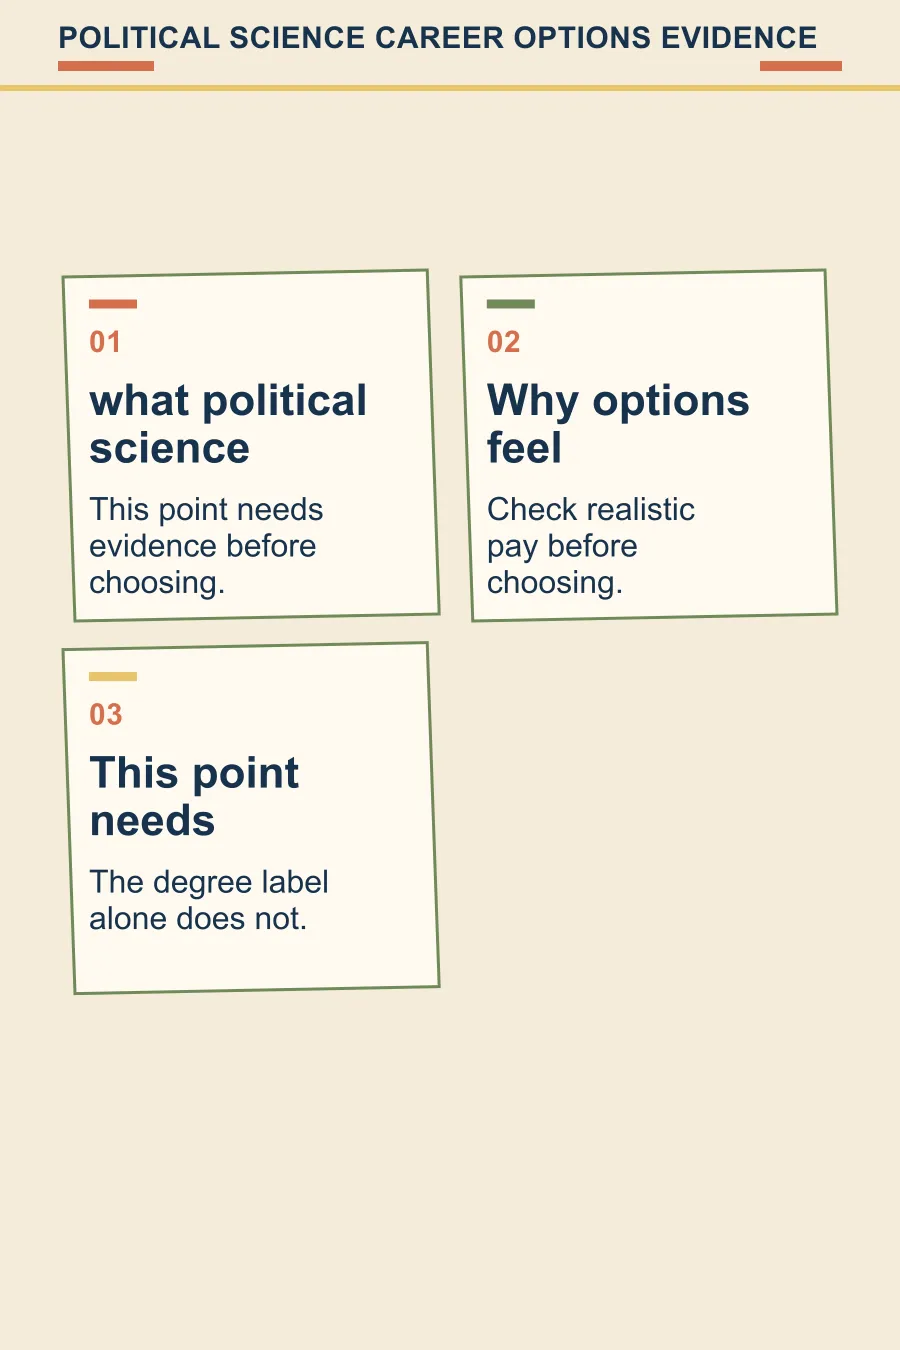 POLITICAL SCIENCE CAREER OPTIONS EVIDENCE
01
what political
science
This point needs
evidence before
choosing.
02
Why options
feel
Check realistic
pay before
choosing.
03
This point
needs
The degree label
alone does not.